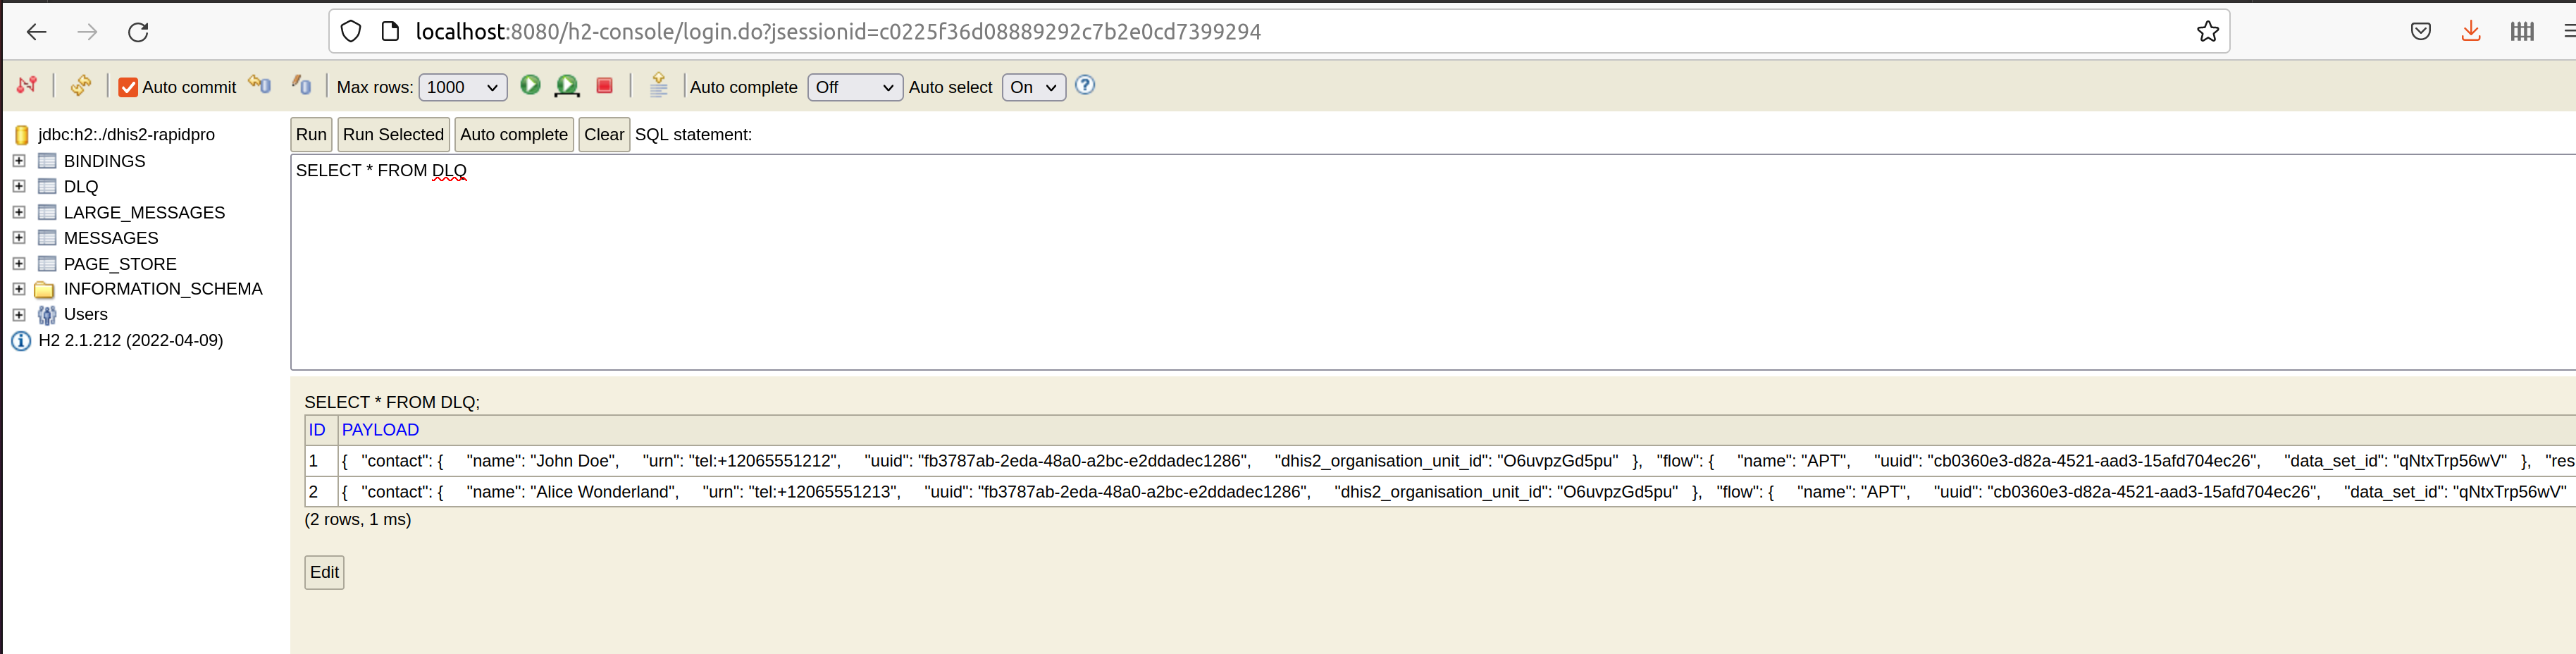 localhost:8080/h2-console/login.do?jsessionid=c0225f36d08889292c7b2e0cd7399294
Auto commit Max rows: 1000 Auto complete Off Auto select On
jdbc:h2:./dhis2-rapidpro
BINDINGS
DLQ
LARGE_MESSAGES
MESSAGES
PAGE_STORE
INFORMATION_SCHEMA
Users
H2 2.1.212 (2022-04-09)
Run Run Selected Auto complete Clear SQL statement:
SELECT * FROM DLQ
SELECT * FROM DLQ;
ID PAYLOAD
1 { "contact": { "name": "John Doe", "urn": "tel:+12065551212", "uuid": "fb3787ab-2eda-48a0-a2bc-e2ddadec1286", "dhis2_organisation_unit_id": "O6uvpzGd5pu" }, "flow": { "name": "APT", "uuid": "cb0360e3-d82a-4521-aad3-15afd704ec26", "data_set_id": "qNtxTrp56wV" }, "res
2 { "contact": { "name": "Alice Wonderland", "urn": "tel:+12065551213", "uuid": "fb3787ab-2eda-48a0-a2bc-e2ddadec1286", "dhis2_organisation_unit_id": "O6uvpzGd5pu" }, "flow": { "name": "APT", "uuid": "cb0360e3-d82a-4521-aad3-15afd704ec26", "data_set_id": "qNtxTrp56wV"
(2 rows, 1 ms)
Edit